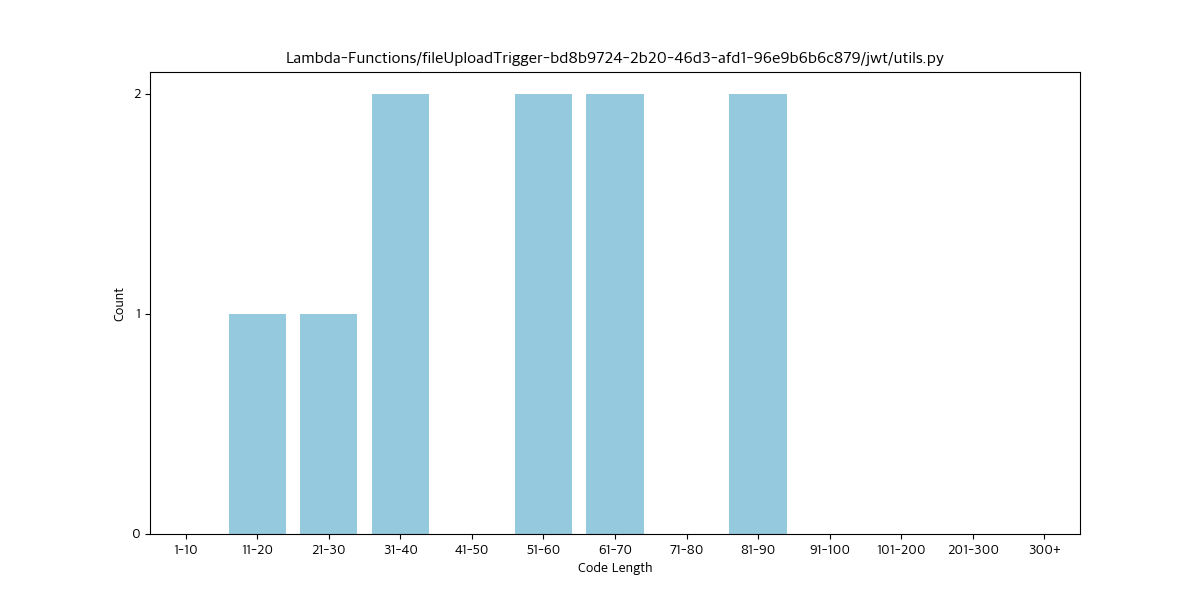 Lambda-Functions/fileUploadTrigger-bd8b9724-2b20-46d3-afd1-96e9b6b6c879/jwt/utils.py
2
1
0
Count
1-10 11-20 21-30 31-40 41-50 51-60 61-70 71-80 81-90 91-100 101-200 201-300 300+
Code Length